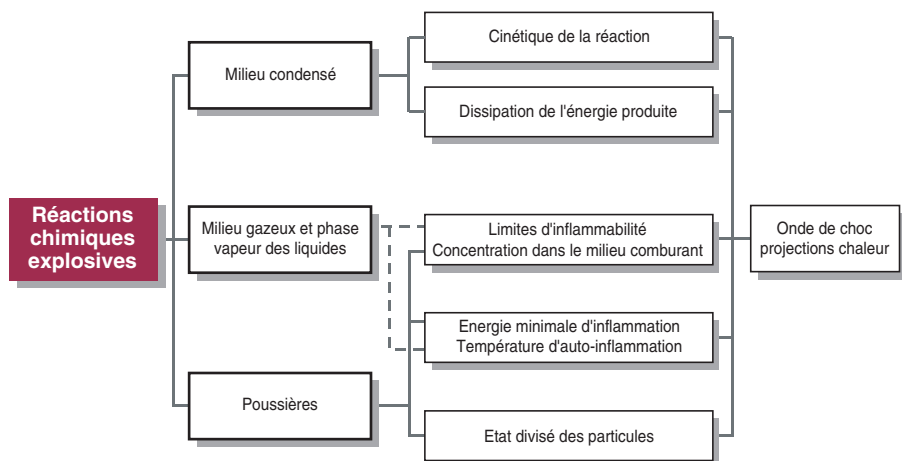 Réactions
chimiques
explosives
Milieu condensé
Milieu gazeux et phase
vapeur des liquides
Poussières
Cinétique de la réaction
Dissipation de l'énergie produite
Limites d'inflammabilité
Concentration dans le milieu comburant
Energie minimale d'inflammation
Température d'auto-inflammation
Etat divisé des particules
Onde de choc
projections chaleur